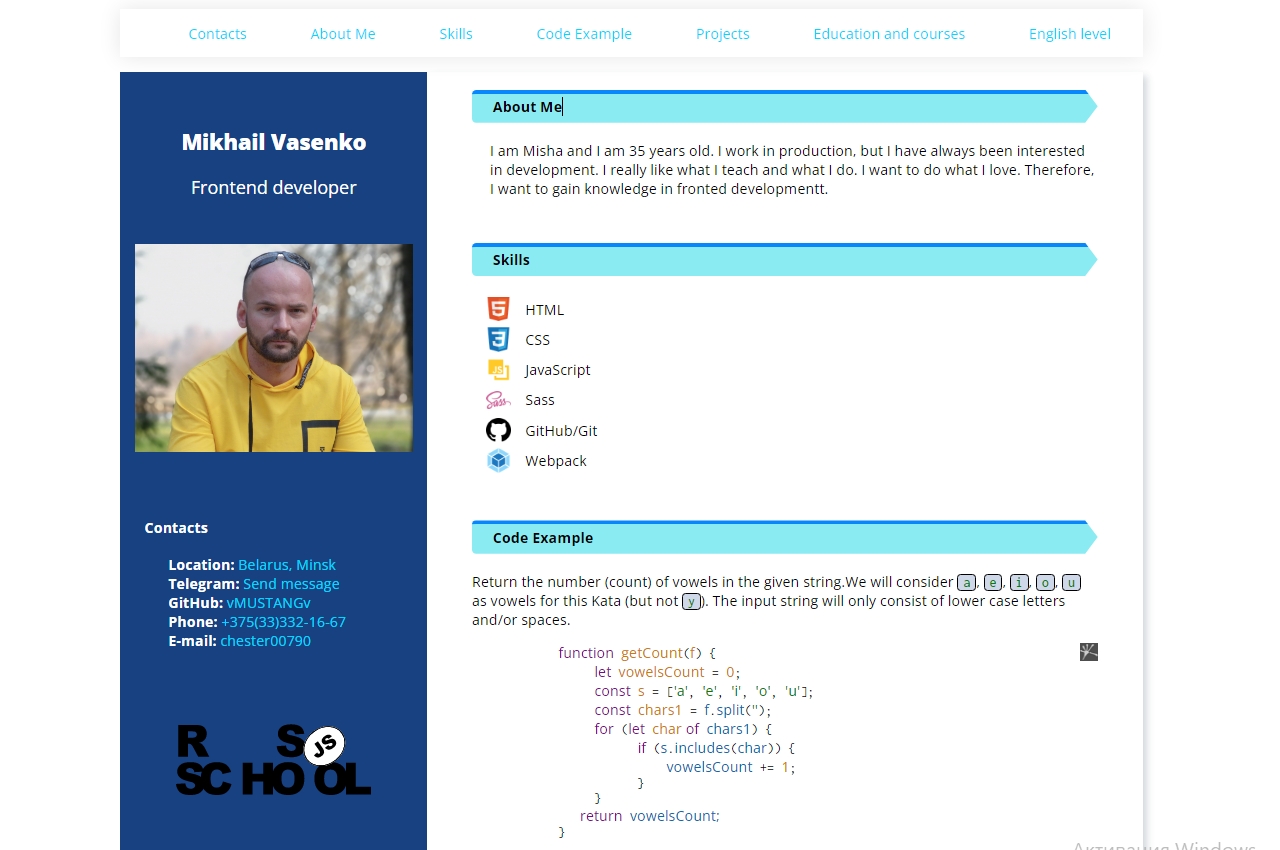 Contacts About Me Skills Code Example Projects Education and courses English level
Mikhail Vasenko
Frontend developer
Contacts
Location: Belarus, Minsk
Telegram: Send message
GitHub: vMUSTANGv
Phone: +375(33)332-16-67
E-mail: chester00790
R S JS
SCHOOL
About Me
I am Misha and I am 35 years old. I work in production, but I have always been interested
in development. I really like what I teach and what I do. I want to do what I love. Therefore,
I want to gain knowledge in fronted developmentt.
Skills
HTML
CSS
JavaScript
Sass
GitHub/Git
Webpack
Code Example
Return the number (count) of vowels in the given string.We will consider a, e, i, o, u
as vowels for this Kata (but not y). The input string will only consist of lower case letters
and/or spaces.
function getCount(f) {
let vowelsCount = 0;
const s = ['a', 'e', 'i', 'o', 'u'];
const chars1 = f.split('');
for (let char of chars1) {
if (s.includes(char)) {
vowelsCount += 1;
}
}
return vowelsCount;
}
Активация Windows